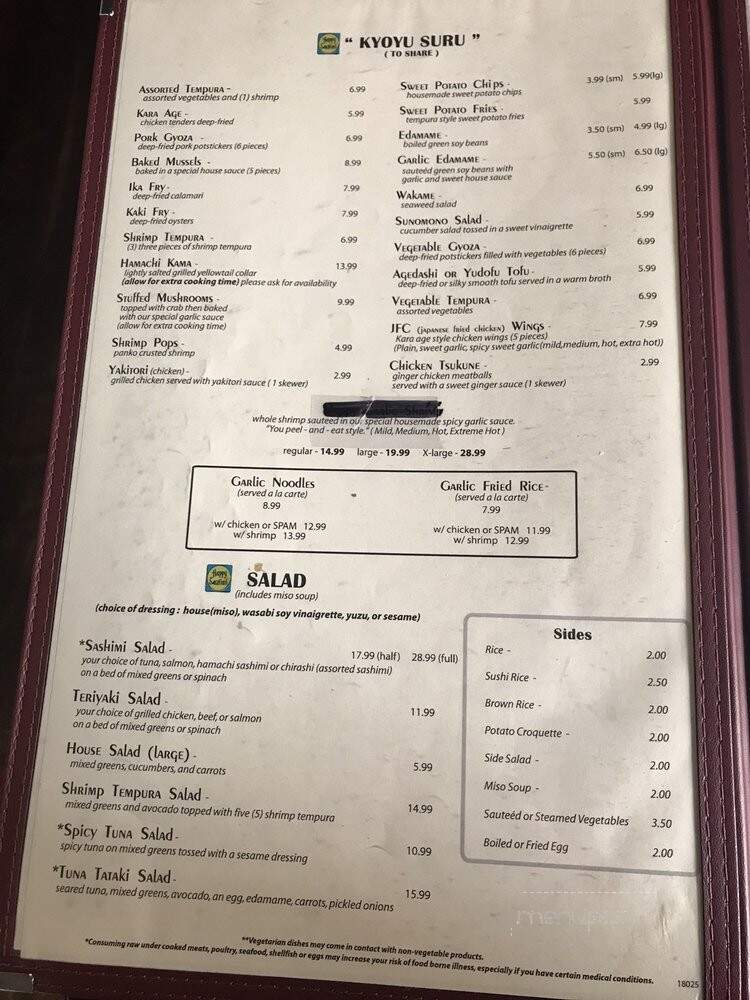 Happy Sashimi
" KYOYU SURU "
( TO SHARE )
Assorted Tempura - 6.99
assorted vegetables and (1) shrimp
Kara Age - 5.99
chicken tenders deep-fried
Pork Gyoza - 6.99
deep-fried pork potstickers (6 pieces)
Baked Mussels - 8.99
baked in a special house sauce (5 pieces)
Ika Fry - 7.99
deep-fried calamari
Kaki Fry - 7.99
deep-fried oysters
Shrimp Tempura - 6.99
(3) three pieces of shrimp tempura
Hamachi Kama - 13.99
lightly salted grilled yellowtail collar
(allow for extra cooking time) please ask for availability
Stuffed Mushrooms - 9.99
topped with crab then baked
with our special garlic sauce
(allow for extra cooking time)
Shrimp Pops - 4.99
panko crusted shrimp
Yakitori (chicken) - 2.99
grilled chicken served with yakitori sauce ( 1 skewer)
Sweet Potato Chips - 3.99 (sm) 5.99(lg)
housemade sweet potato chips
Sweet Potato Fries - 5.99
tempura style sweet potato fries
Edamame - 3.50 (sm) 4.99 (lg)
boiled green soy beans
Garlic Edamame - 5.50 (sm) 6.50 (lg)
sauteéd green soy beans with
garlic and sweet house sauce
Wakame - 6.99
seaweed salad
Sunomono Salad - 5.99
cucumber salad tossed in a sweet vinaigrette
Vegetable Gyoza - 6.99
deep-fried potstickers filled with vegetables (6 pieces)
Agedashi or Yudofu Tofu - 5.99
deep-fried or silky smooth tofu served in a warm broth
Vegetable Tempura - 6.99
assorted vegetables
JFC (japanese fried chicken) Wings - 7.99
Kara age style chicken wings (5 pieces)
(Plain, sweet garlic, spicy sweet garlic(mild,medium, hot, extra hot))
Chicken Tsukune - 2.99
ginger chicken meatballs
served with a sweet ginger sauce (1 skewer)
whole shrimp sauteed in our special housemade spicy garlic sauce.
"You peel - and - eat style." ( Mild, Medium, Hot, Extreme Hot )
regular - 14.99 large - 19.99 X-large - 28.99
Garlic Noodles
(served a la carte)
8.99
w/ chicken or SPAM 12.99
w/ shrimp 13.99
Garlic Fried Rice-
(served a la carte)
7.99
w/ chicken or SPAM 11.99
w/ shrimp 12.99
Happy Sashimi
SALAD
(includes miso soup)
(choice of dressing : house(miso), wasabi soy vinaigrette, yuzu, or sesame)
*Sashimi Salad - 17.99 (half) 28.99 (full)
your choice of tuna, salmon, hamachi sashimi or chirashi (assorted sashimi)
on a bed of mixed greens or spinach
Teriyaki Salad - 11.99
your choice of grilled chicken, beef, or salmon
on a bed of mixed greens or spinach
House Salad (large) - 5.99
mixed greens, cucumbers, and carrots
Shrimp Tempura Salad - 14.99
mixed greens and avocado topped with five (5) shrimp tempura
*Spicy Tuna Salad - 10.99
spicy tuna on mixed greens tossed with a sesame dressing
*Tuna Tataki Salad - 15.99
seared tuna, mixed greens, avocado, an egg, edamame, carrots, pickled onions
Sides
Rice - 2.00
Sushi Rice - 2.50
Brown Rice - 2.00
Potato Croquette - 2.00
Side Salad - 2.00
Miso Soup - 2.00
Sauteéd or Steamed Vegetables 3.50
Boiled or Fried Egg 2.00
**Vegetarian dishes may come in contact with non-vegetable products.
*Consuming raw under cooked meats, poultry, seafood, shellfish or eggs may increase your risk of food borne illness, especially if you have certain medical conditions.
18025